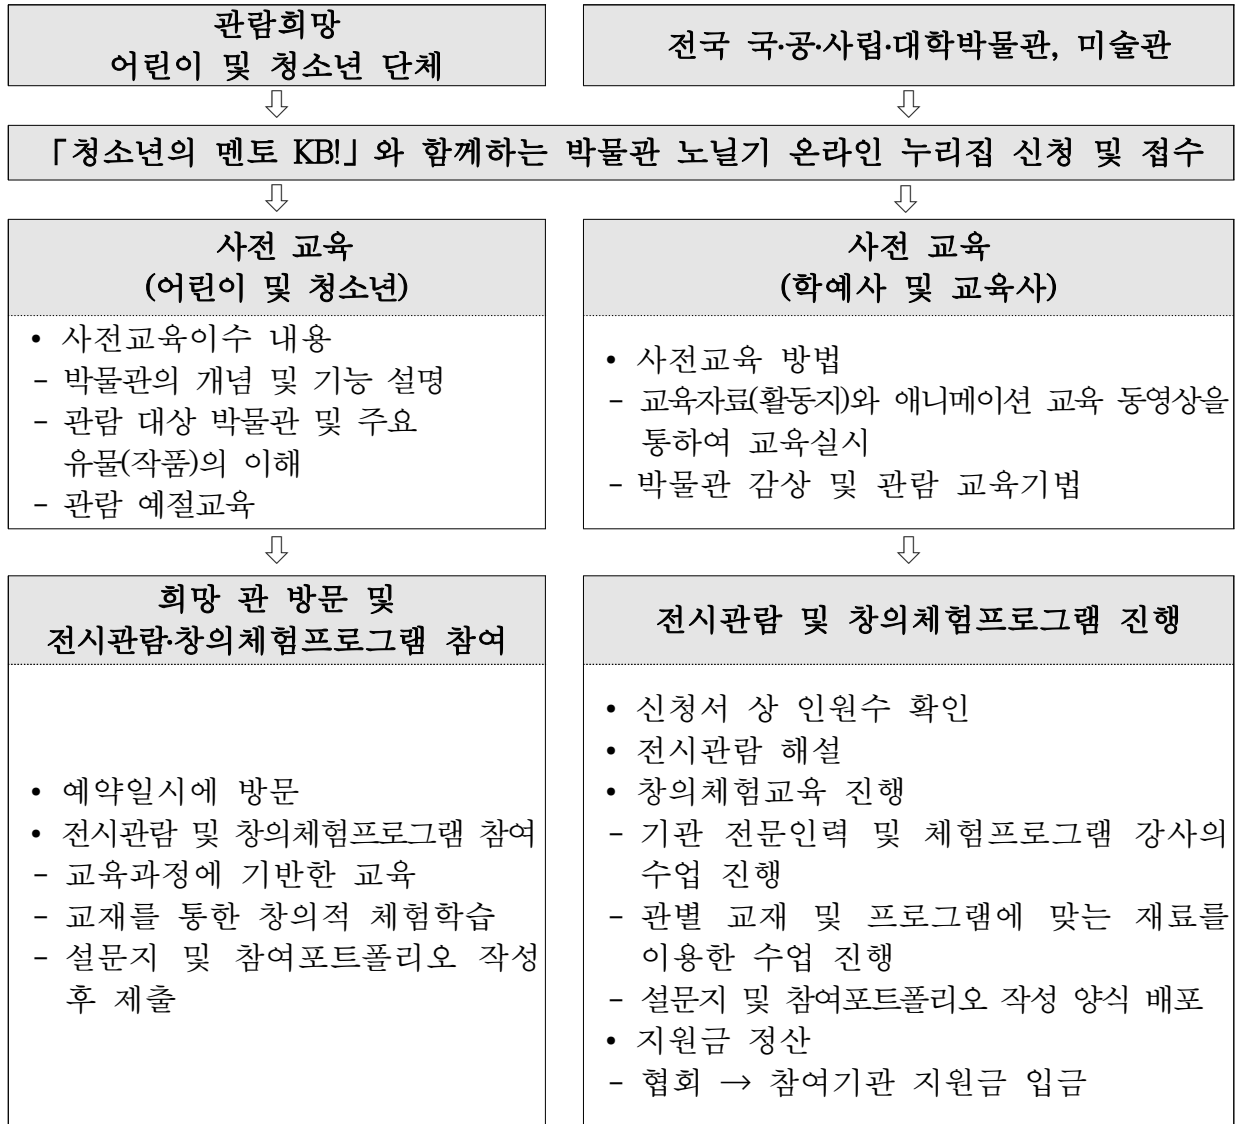 관람희망
어린이 및 청소년 단체
전국 국·공·사립·대학박물관, 미술관
⇩
⇩
「청소년의 멘토 KB!」와 함께하는 박물관 노닐기 온라인 누리집 신청 및 접수
⇩
⇩
사전 교육
(어린이 및 청소년)
• 사전교육이수 내용
- 박물관의 개념 및 기능 설명
- 관람 대상 박물관 및 주요
유물(작품)의 이해
- 관람 예절교육
사전 교육
(학예사 및 교육사)
• 사전교육 방법
- 교육자료(활동지)와 애니메이션 교육 동영상을
통하여 교육실시
- 박물관 감상 및 관람 교육기법
⇩
⇩
희망 관 방문 및
전시관람·창의체험프로그램 참여
• 예약일시에 방문
• 전시관람 및 창의체험프로그램 참여
- 교육과정에 기반한 교육
- 교재를 통한 창의적 체험학습
- 설문지 및 참여포트폴리오 작성
후 제출
전시관람 및 창의체험프로그램 진행
• 신청서 상 인원수 확인
• 전시관람 해설
• 창의체험교육 진행
- 기관 전문인력 및 체험프로그램 강사의
수업 진행
- 관별 교재 및 프로그램에 맞는 재료를
이용한 수업 진행
- 설문지 및 참여포트폴리오 작성 양식 배포
• 지원금 정산
- 협회 → 참여기관 지원금 입금